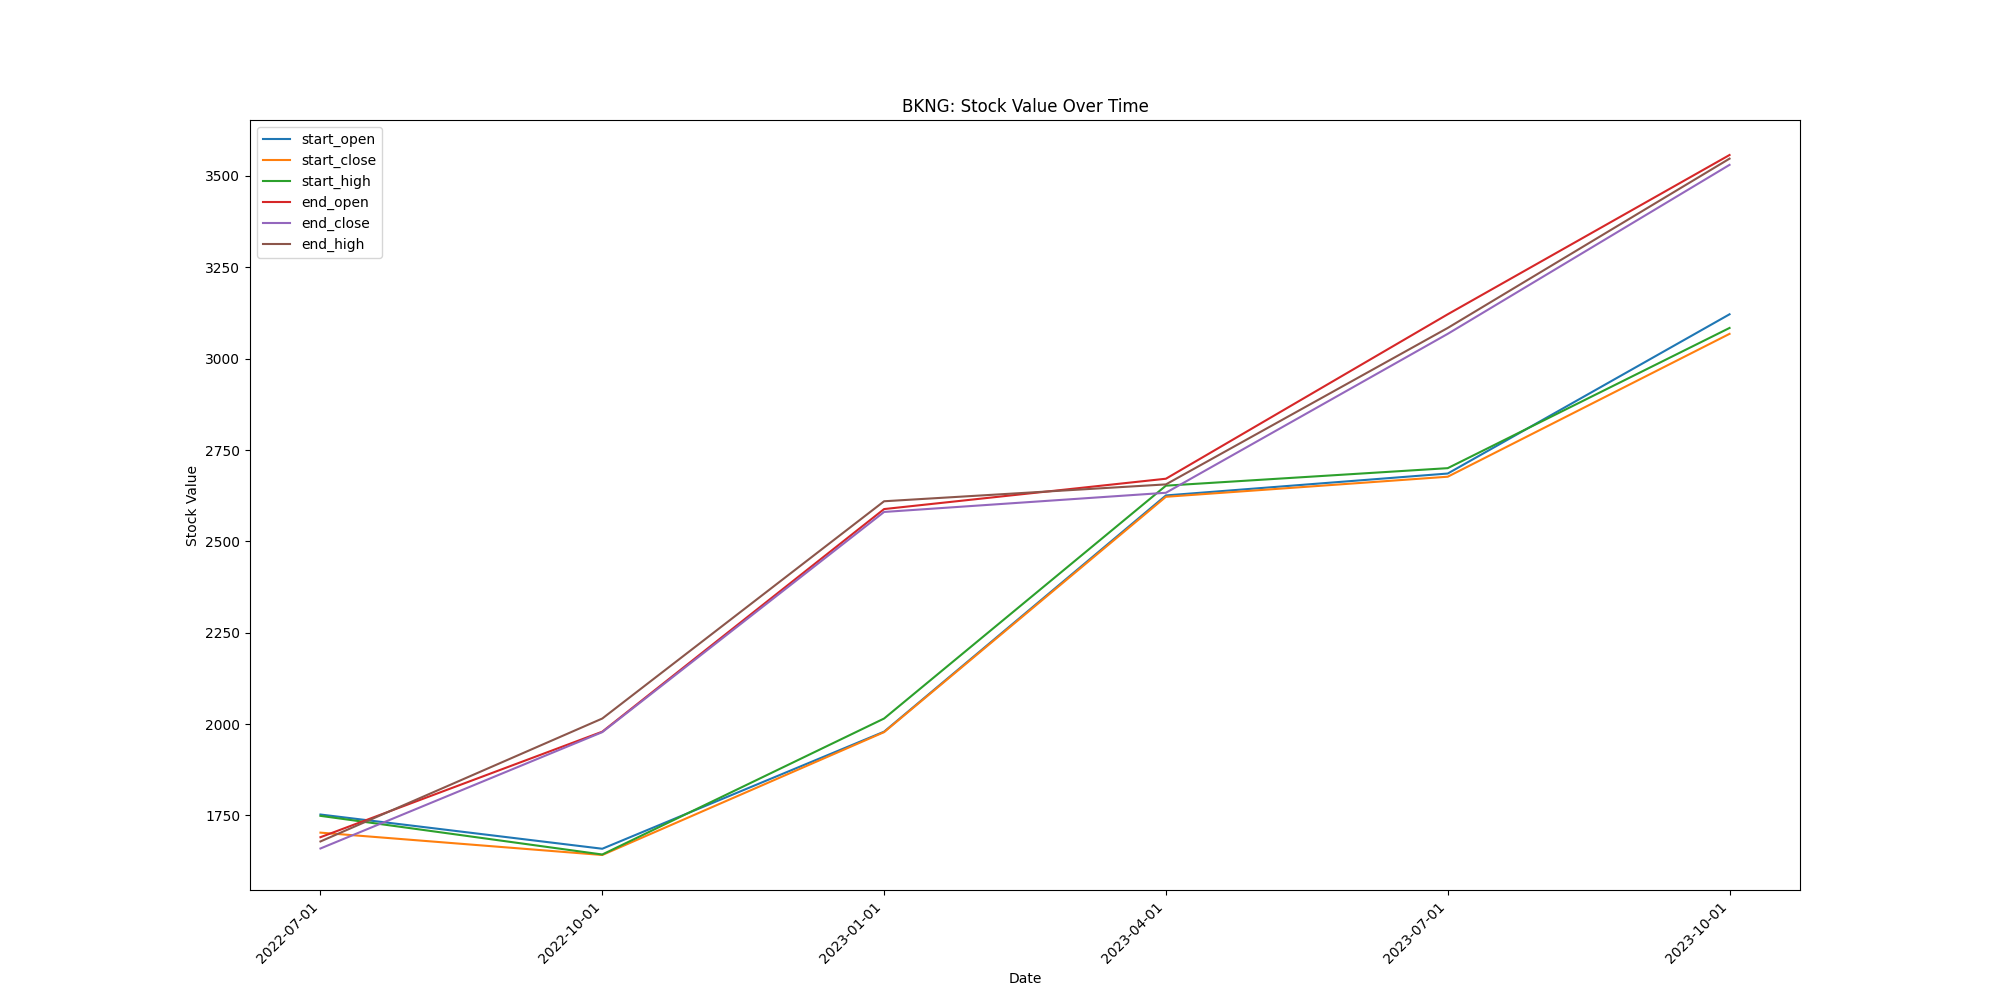 BKNG: Stock Value Over Time
start_open
start_close
start_high
end_open
end_close
end_high
3500
3250
3000
2750
2500
2250
2000
1750
Stock Value
2022-07-01
2022-10-01
2023-01-01
2023-04-01
2023-07-01
2023-10-01
Date